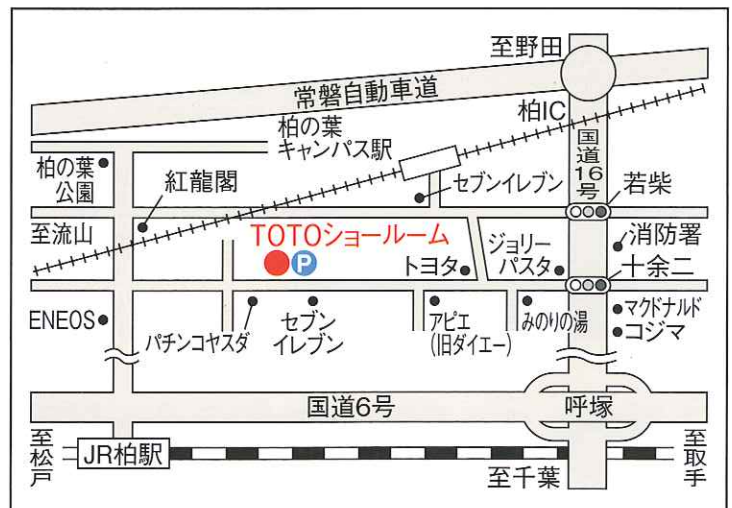 至野田
常磐自動車道
柏IC
柏の葉
キャンパス駅
国道16号
柏の葉
公園
紅龍閣
セブンイレブン
若柴
至流山
TOTOショールーム
P
トヨタ
ジョリー
パスタ
消防署
十余二
ENEOS
パチンコヤスダ
セブン
イレブン
アピエ
(旧ダイエー)
みのりの湯
マクドナルド
コジマ
国道6号
呼塚
至松戸
JR柏駅
至千葉
至取手